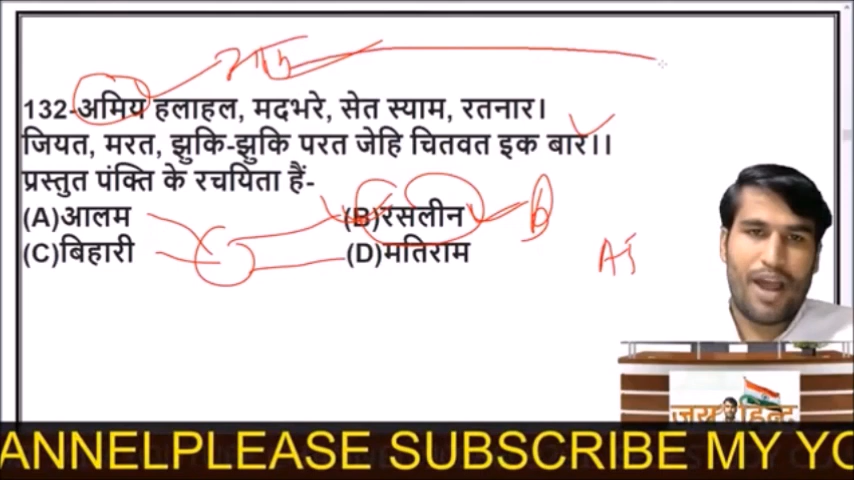 132-अमिय हलाहल, मदभरे, सेत स्याम, रतनार।
जियत, मरत, झुकि-झुकि परत जेहि चितवत इक बार।।
प्रस्तुत पंक्ति के रचयिता हैं-
(A)आलम (B)रसलीन
(C)बिहारी (D)मतिराम
b
जय हिन्द
ANNELPLEASE SUBSCRIBE MY YO